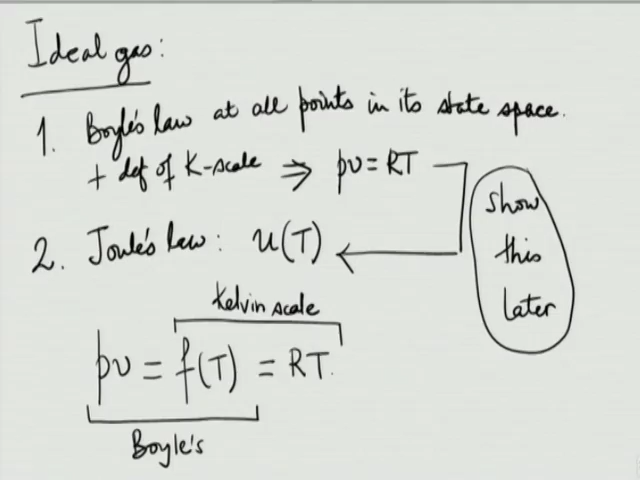 Ideal gas:
1. Boyle's law at all points in its state space.
+ def of K-scale ⇒ pv = RT
2. Joule's law: u(T)
show
this
later
Kelvin scale
pv = f(T) = RT.
Boyle's